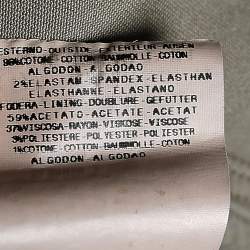 ESTERNO-OUTSIDE-EXTERIEUR-AUSEN
98%COTONE-COTTON-BAUMWOLLE-COTON
ALGODON-ALGODAO
2%ELASTAM-SPANDEX-ELASTHAN
ELASTHANNE-ELASTANO
FODERA-LINING-DOUBLURE-GEFUTTER
59%ACETATO-ACETATE-ACETAT
37%VISCOSA-RAYON-VISKOSE-VISCOSE
3%POLIESTERE-POLYESTER-POLIESTER
1%COTONE-COTTON-BAUMWOLLE-COTON
ALGODON-ALGODAO